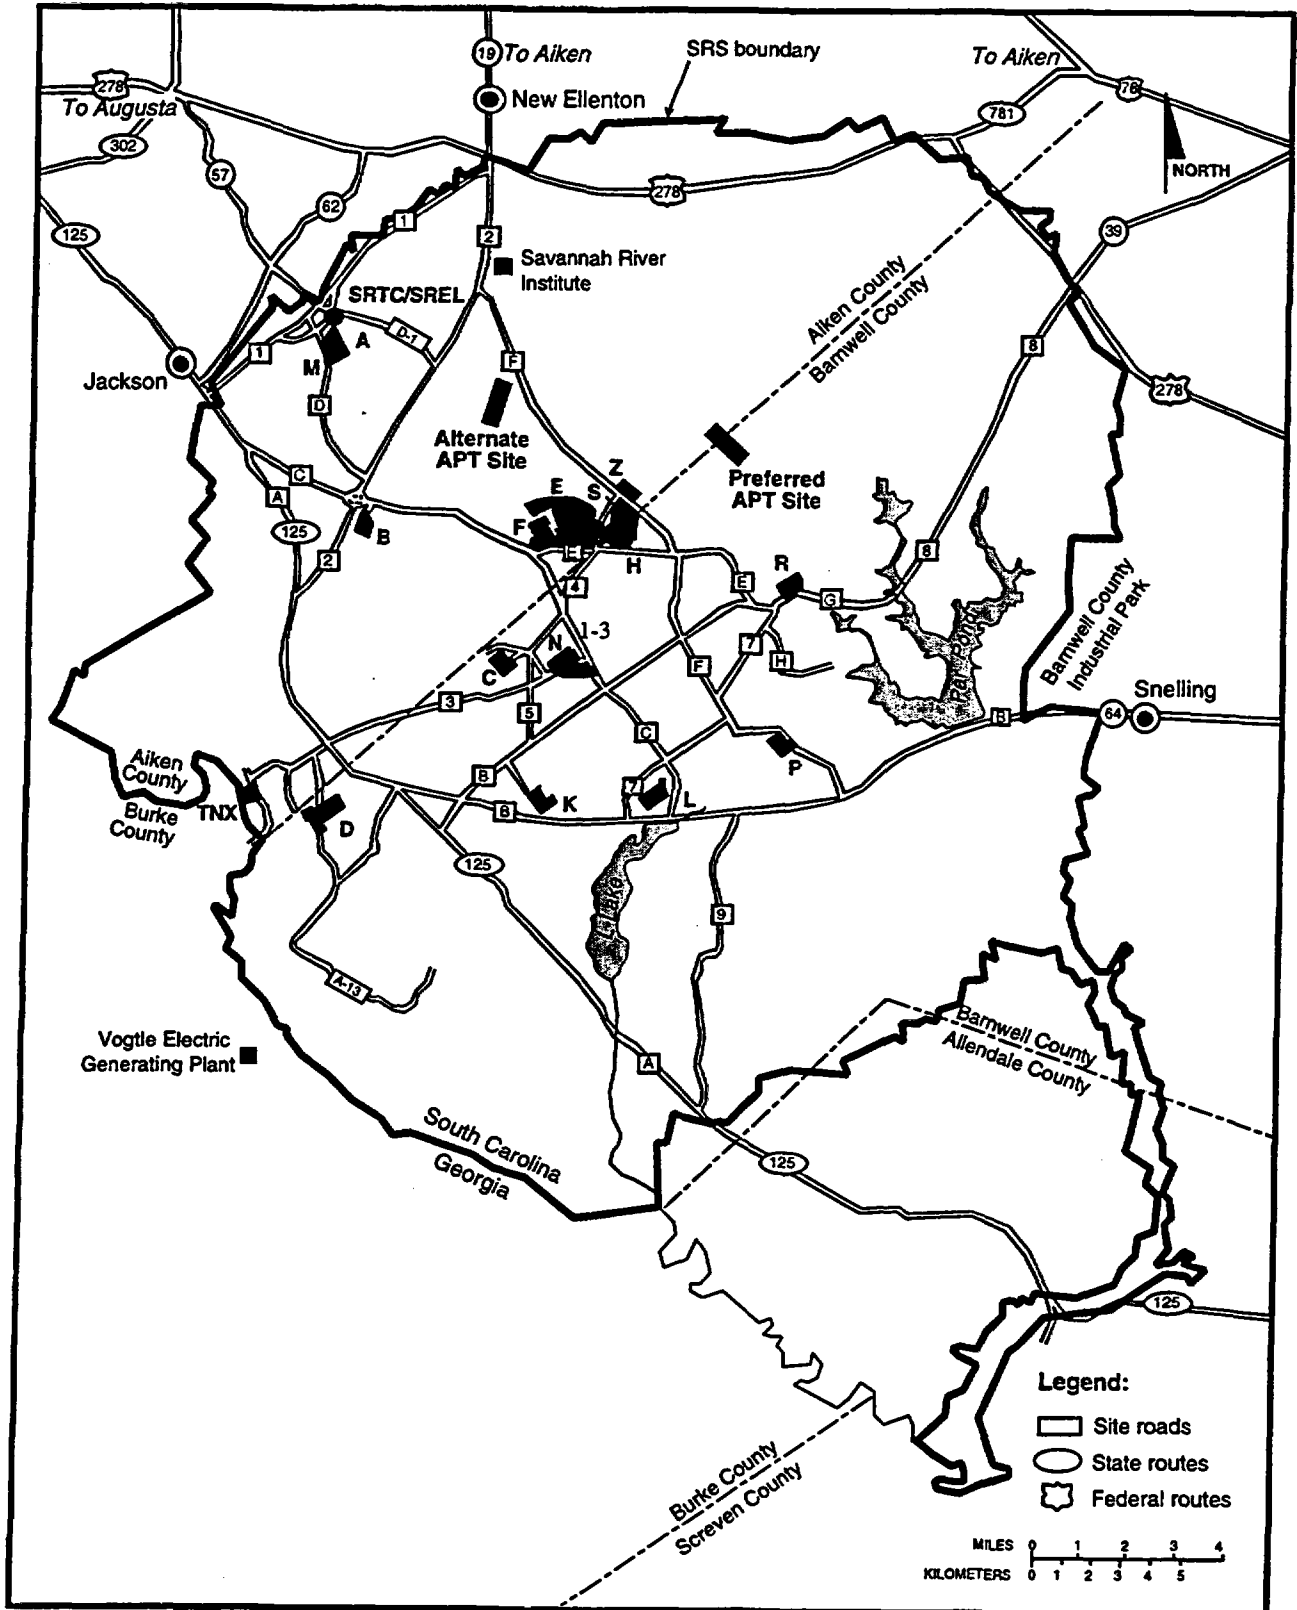 19 To Aiken
SRS boundary
To Aiken
278
To Augusta
New Ellenton
76
781
302
57
278
NORTH
62
1
39
125
2
Savannah River
Institute
Aiken County
Barnwell County
SRTC/SREL
D-1
A
1
M
F
8
Jackson
278
D
Alternate
APT Site
Preferred
APT Site
Z
C
E
S
A
F
B
125
H
8
2
E
R
4
E
G
Barnwell County
Industrial Park
1-3
7
N
F
H
C
Par Pond
Snelling
3
5
B
64
C
P
Aiken
County
B
7
TNX
K
L
Burke
County
D
125
L Lake
9
A-13
Vogtle Electric
Generating Plant
Barnwell County
Allendale County
A
South Carolina
Georgia
125
125
Legend:
Site roads
State routes
Federal routes
Burke County
Screven County
MILES 0 1 2 3 4
KILOMETERS 0 1 2 3 4 5